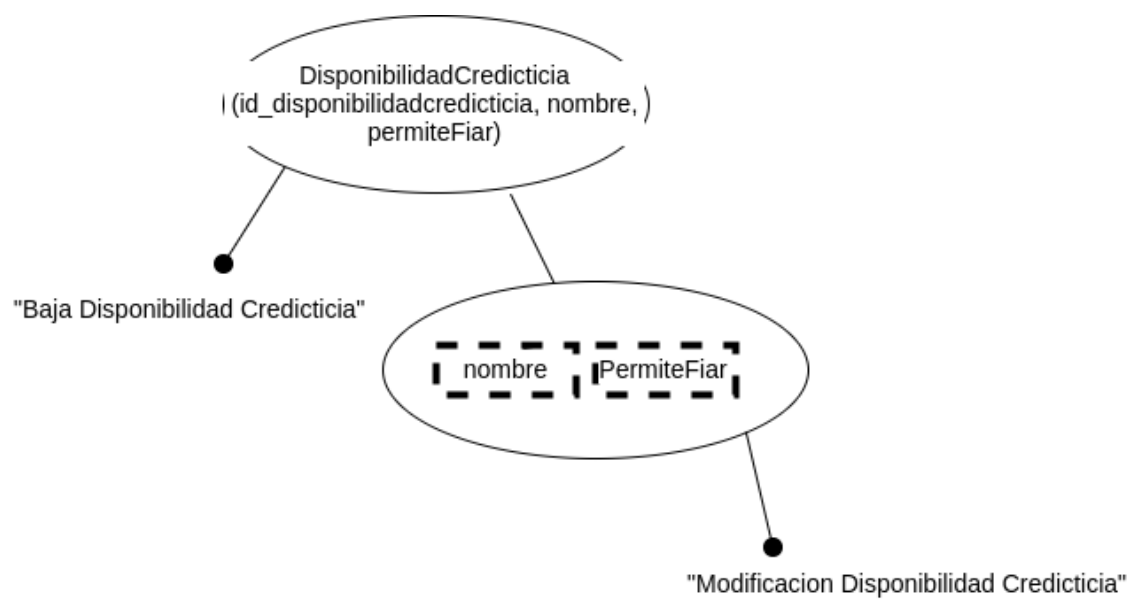 DisponibilidadCredicticia
(id_disponibilidadcredicticia, nombre,
permiteFiar)
"Baja Disponibilidad Credicticia"
nombre
PermiteFiar
"Modificacion Disponibilidad Credicticia"